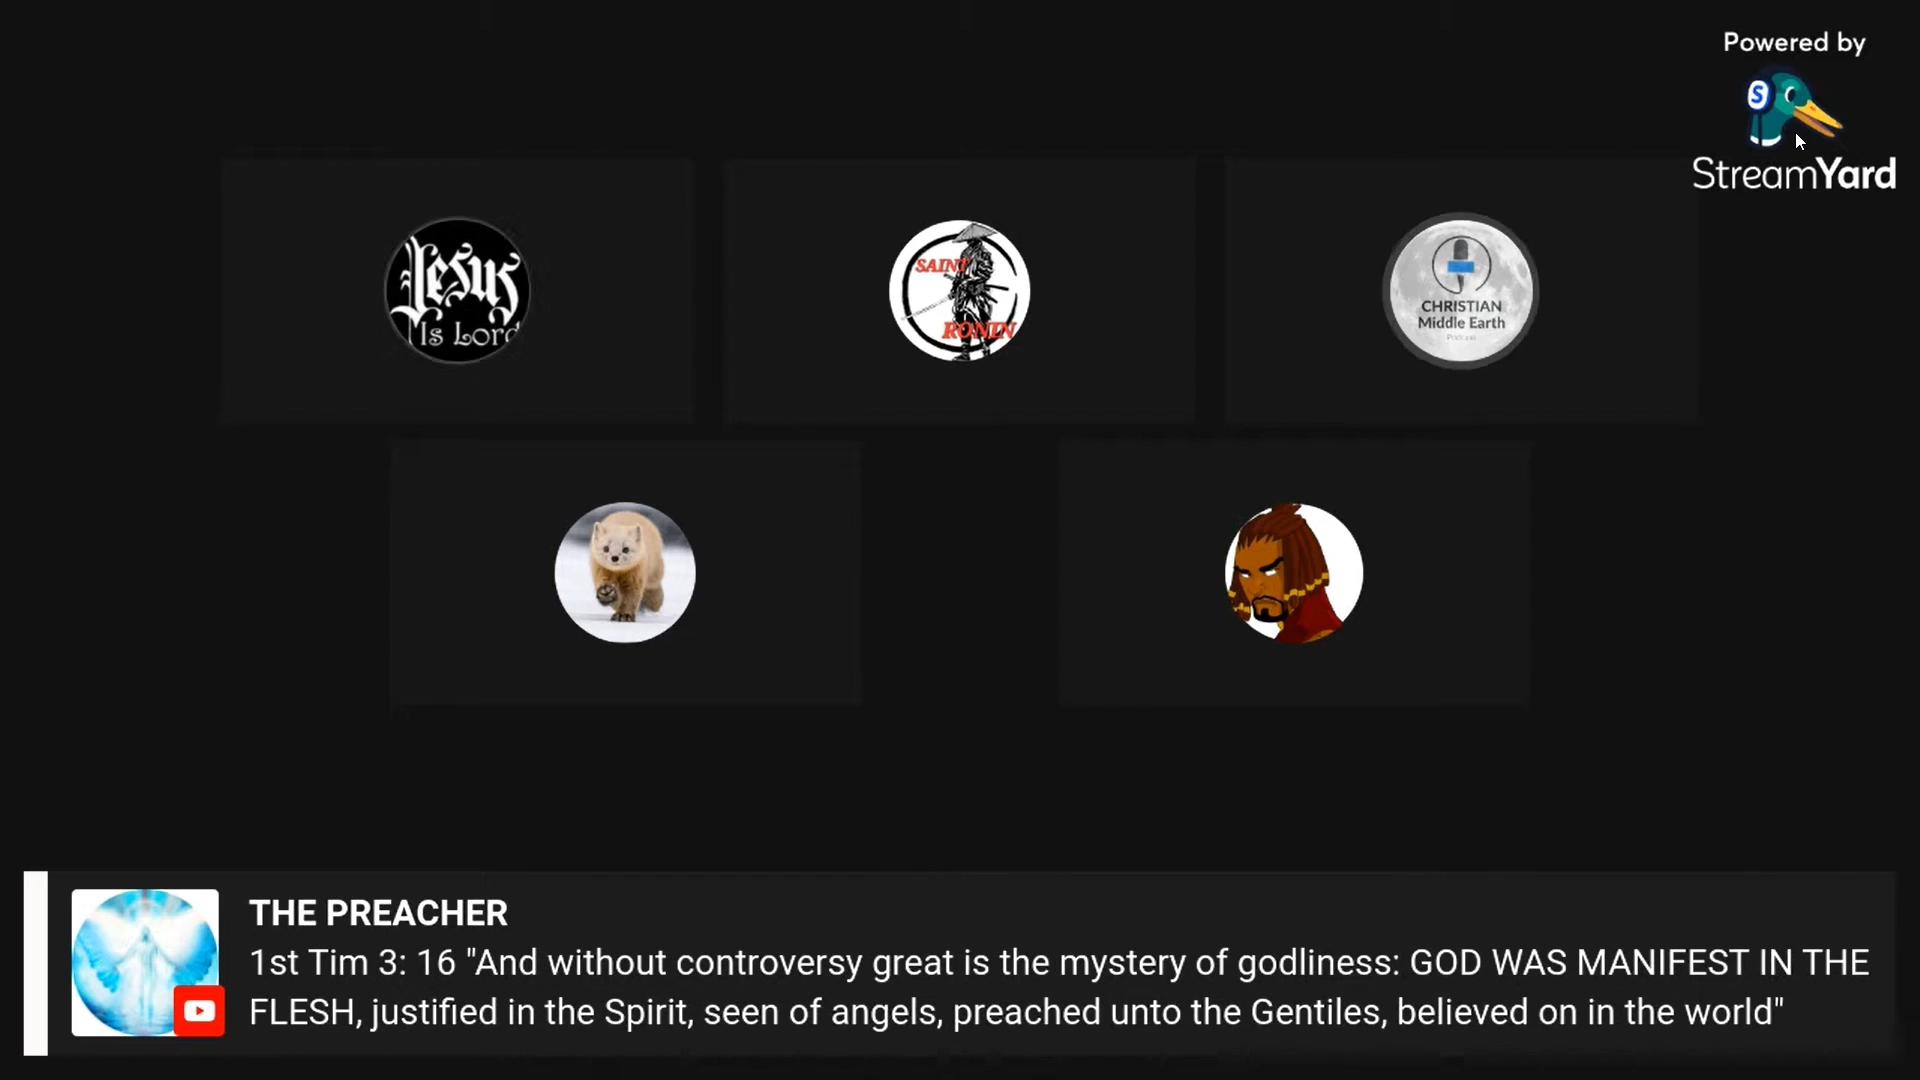 Powered by
S
StreamYard
Jesus
Is Lord
SAINT
RONIN
CHRISTIAN
Middle Earth
Podcast
THE PREACHER
1st Tim 3: 16 "And without controversy great is the mystery of godliness: GOD WAS MANIFEST IN THE
FLESH, justified in the Spirit, seen of angels, preached unto the Gentiles, believed on in the world"